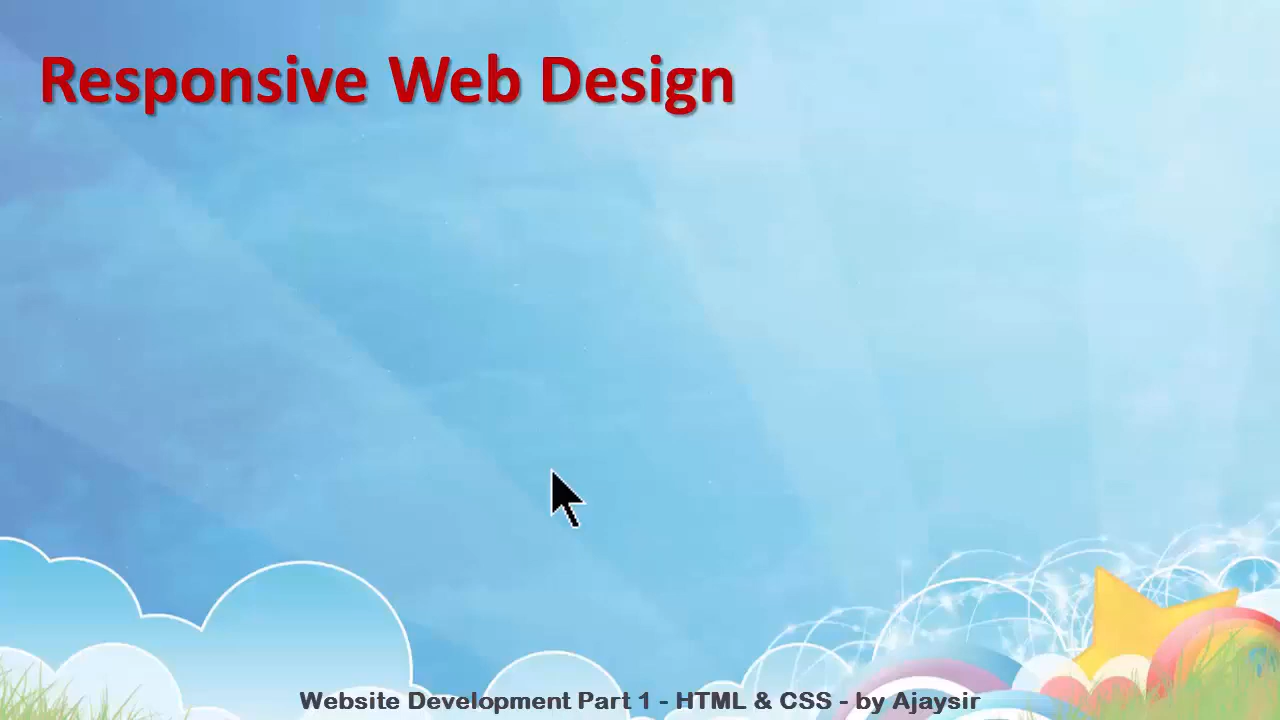 Responsive Web Design
Website Development Part 1 - HTML & CSS - by Ajaysir